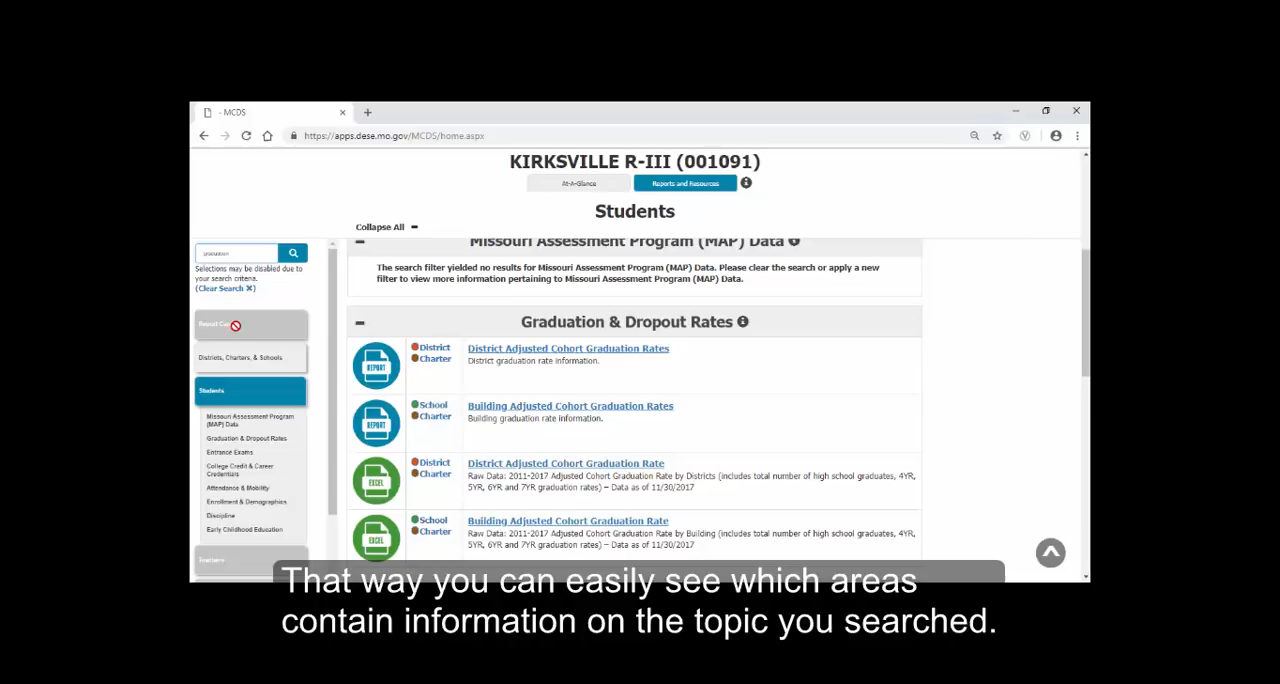 - MCDS
https://apps.dese.mo.gov/MCDS/home.aspx
KIRKSVILLE R-III (001091)
At-A-Glance
Reports and Resources
Students
Collapse All
graduation
Selections may be disabled due to
your search criteria.
(Clear Search ✖)
Report Car
Districts, Charters, & Schools
Students
Missouri Assessment Program
(MAP) Data
Graduation & Dropout Rates
Entrance Exams
College Credit & Career
Credentials
Attendance & Mobility
Enrollment & Demographics
Discipline
Early Childhood Education
Teachers
Missouri Assessment Program (MAP) Data
The search filter yielded no results for Missouri Assessment Program (MAP) Data. Please clear the search or apply a new
filter to view more information pertaining to Missouri Assessment Program (MAP) Data.
Graduation & Dropout Rates
REPORT
District
Charter
District Adjusted Cohort Graduation Rates
District graduation rate information.
REPORT
School
Charter
Building Adjusted Cohort Graduation Rates
Building graduation rate information.
EXCEL
District
Charter
District Adjusted Cohort Graduation Rate
Raw Data: 2011-2017 Adjusted Cohort Graduation Rate by Districts (includes total number of high school graduates, 4YR,
5YR, 6YR and 7YR graduation rates) – Data as of 11/30/2017
EXCEL
School
Charter
Building Adjusted Cohort Graduation Rate
Raw Data: 2011-2017 Adjusted Cohort Graduation Rate by Building (includes total number of high school graduates, 4YR,
5YR, 6YR and 7YR graduation rates) – Data as of 11/30/2017
That way you can easily see which areas
contain information on the topic you searched.